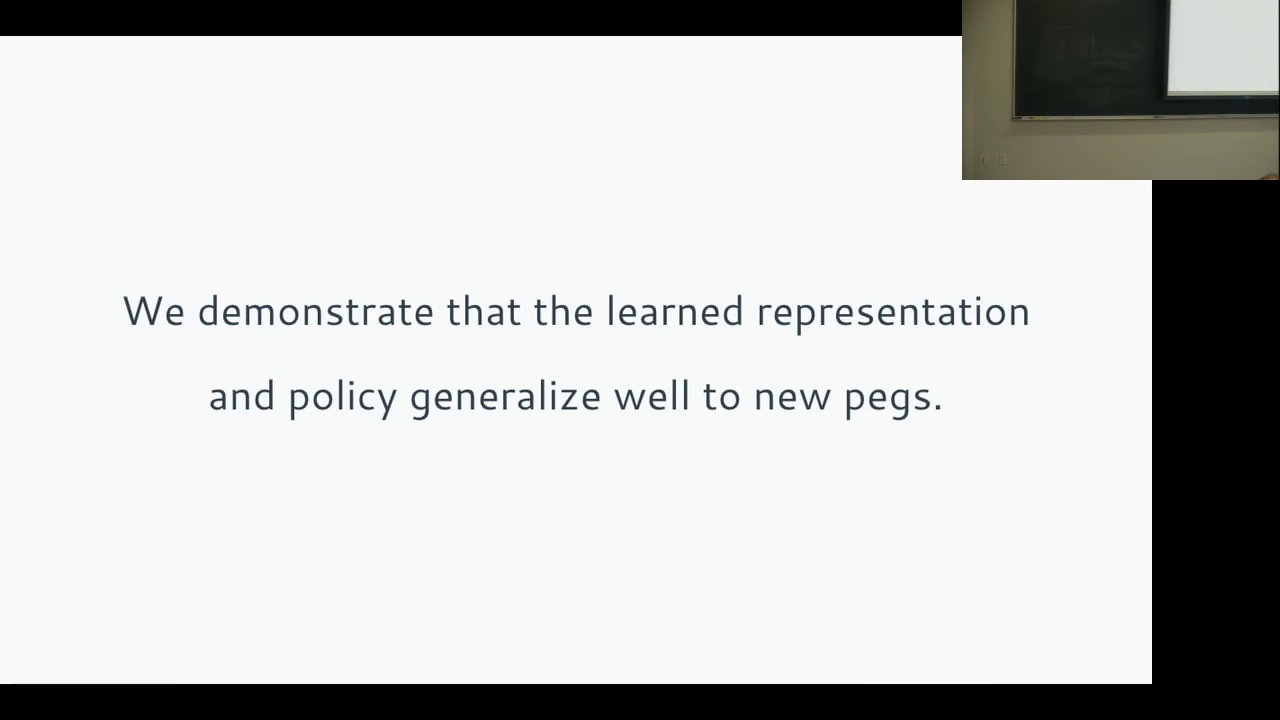 We demonstrate that the learned representation
and policy generalize well to new pegs.